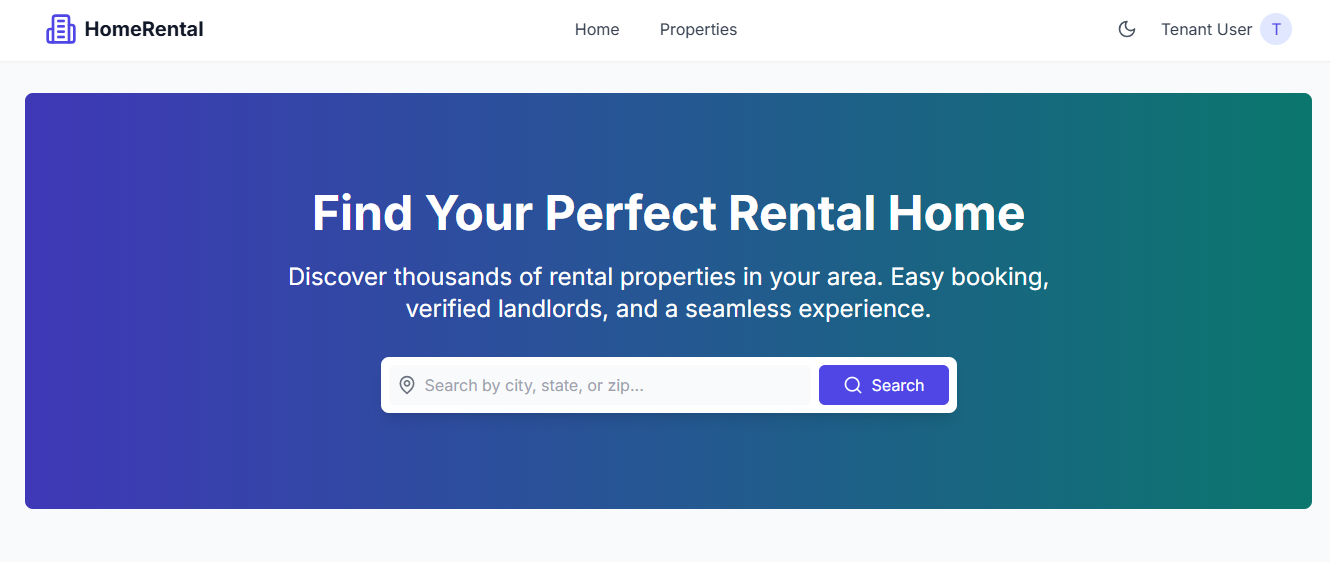 HomeRental
Home
Properties
Tenant User
T
Find Your Perfect Rental Home
Discover thousands of rental properties in your area. Easy booking,
verified landlords, and a seamless experience.
Search by city, state, or zip...
Search